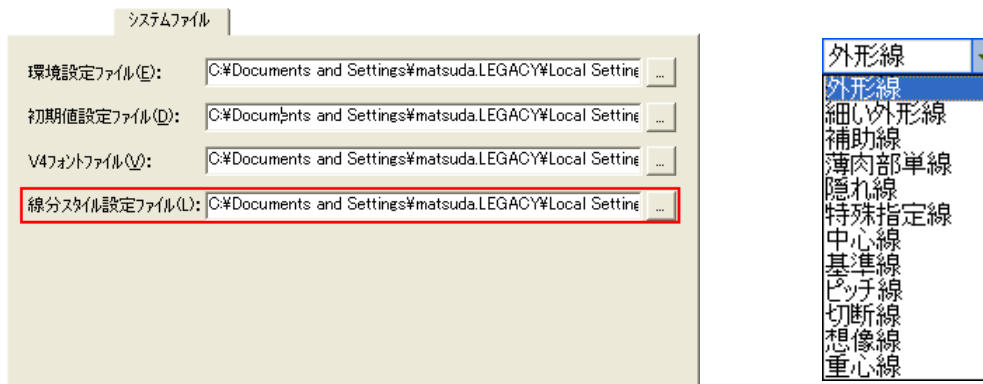 システムファイル
環境設定ファイル(E): C:¥Documents and Settings¥matsuda.LEGACY¥Local Setting ...
初期値設定ファイル(D): C:¥Documents and Settings¥matsuda.LEGACY¥Local Setting ...
V4フォントファイル(V): C:¥Documents and Settings¥matsuda.LEGACY¥Local Setting ...
線分スタイル設定ファイル(L): C:¥Documents and Settings¥matsuda.LEGACY¥Local Setting ...
外形線
外形線
細い外形線
補助線
薄肉部単線
隠れ線
特殊指定線
中心線
基準線
ピッチ線
切断線
想像線
重心線